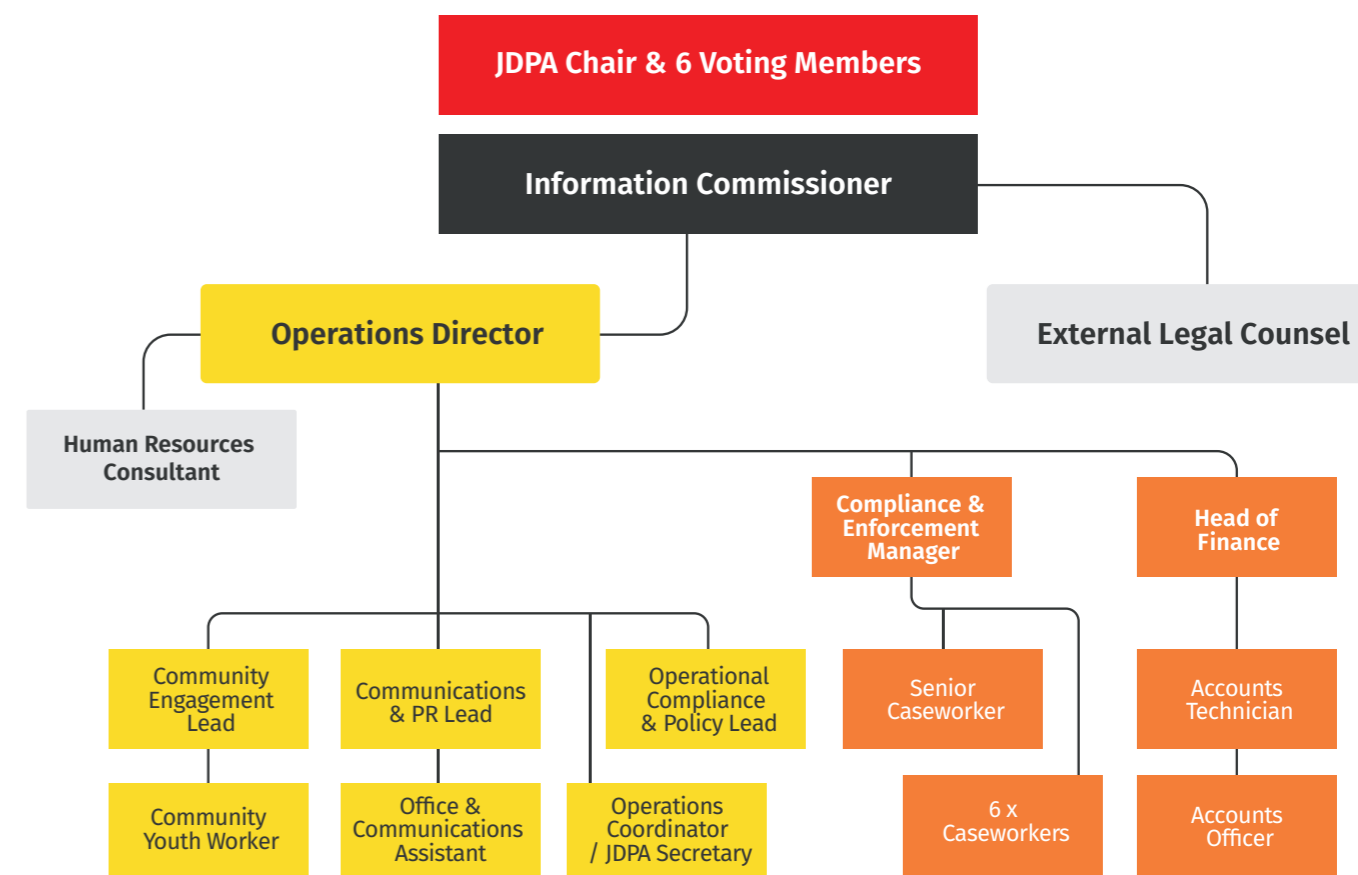 JDPA Chair & 6 Voting Members
Information Commissioner
Operations Director
External Legal Counsel
Human Resources
Consultant
Compliance &
Enforcement
Manager
Head of
Finance
Community
Engagement
Lead
Communications
& PR Lead
Operational
Compliance
& Policy Lead
Senior
Caseworker
Accounts
Technician
Community
Youth Worker
Office &
Communications
Assistant
Operations
Coordinator
/ JDPA Secretary
6 x
Caseworkers
Accounts
Officer